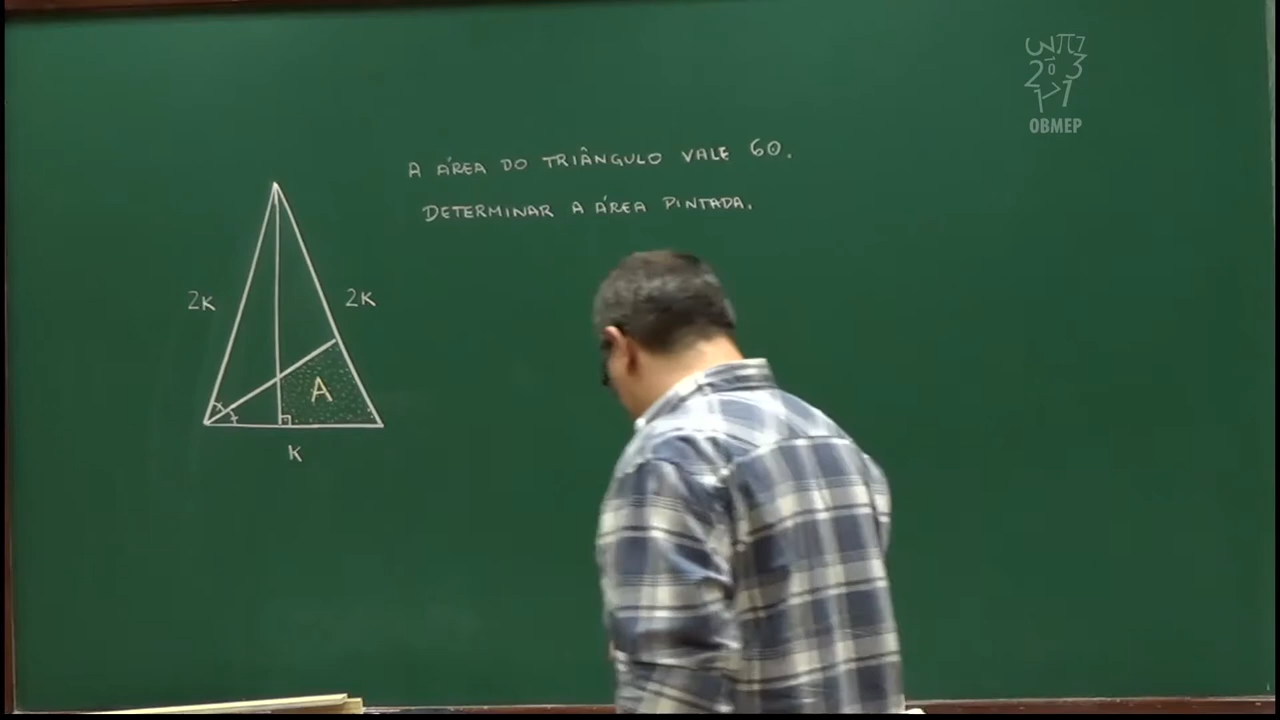 A ÁREA DO TRIÂNGULO VALE 60.
DETERMINAR A ÁREA PINTADA.
2K
2K
A
K
OBMEP